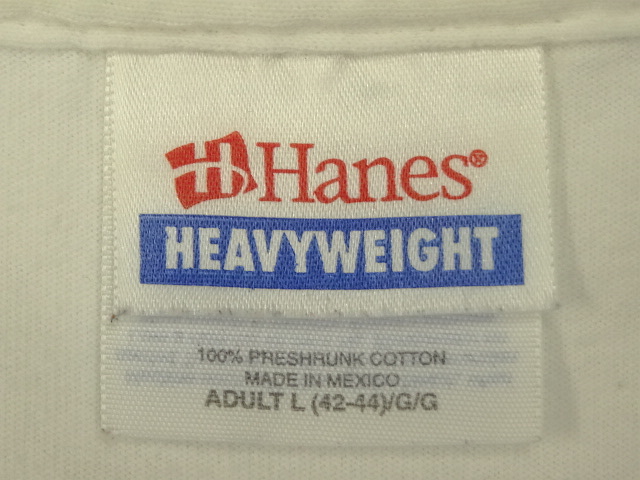 Hanes®
HEAVYWEIGHT
100% PRESHRUNK COTTON
MADE IN MEXICO
ADULT L (42-44)/G/G